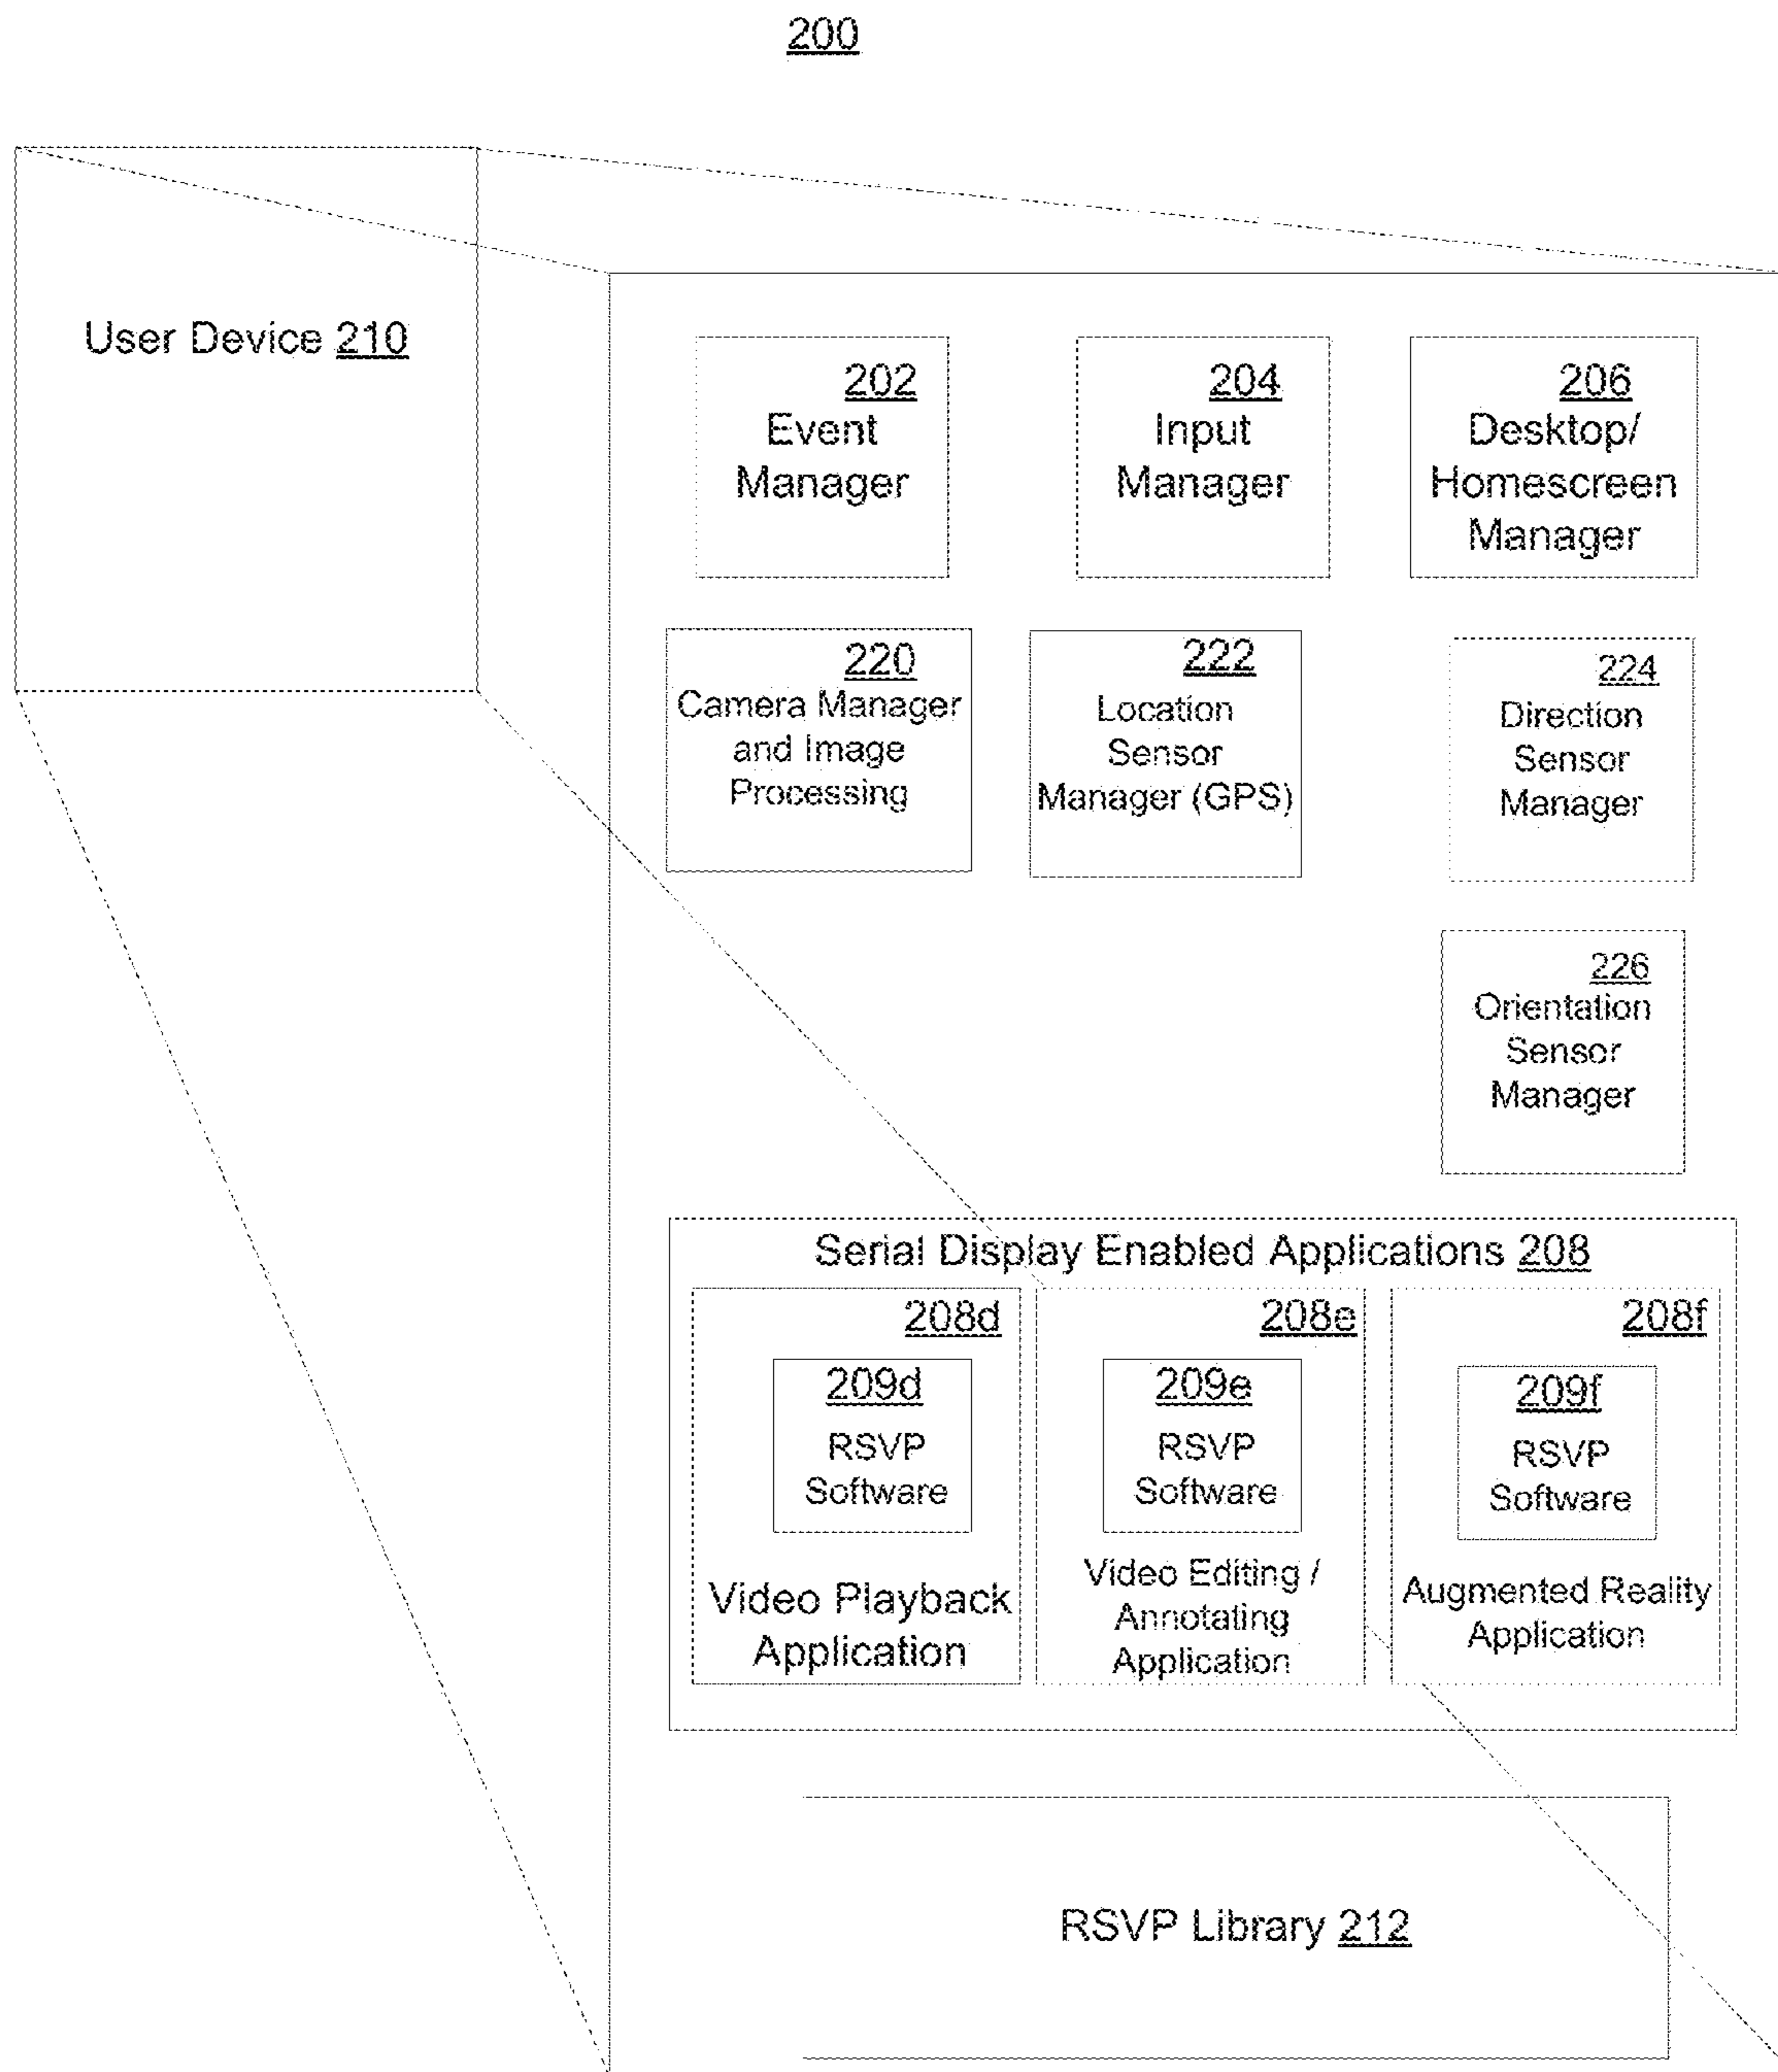 200
User Device 210
202
Event
Manager
204
Input
Manager
206
Desktop/
Homescreen
Manager
220
Camera Manager
and Image
Processing
222
Location
Sensor
Manager (GPS)
224
Direction
Sensor
Manager
226
Orientation
Sensor
Manager
Serial Display Enabled Applications 208
208d
209d
RSVP
Software
Video Playback
Application
208e
209e
RSVP
Software
Video Editing /
Annotating
Application
208f
209f
RSVP
Software
Augmented Reality
Application
RSVP Library 212